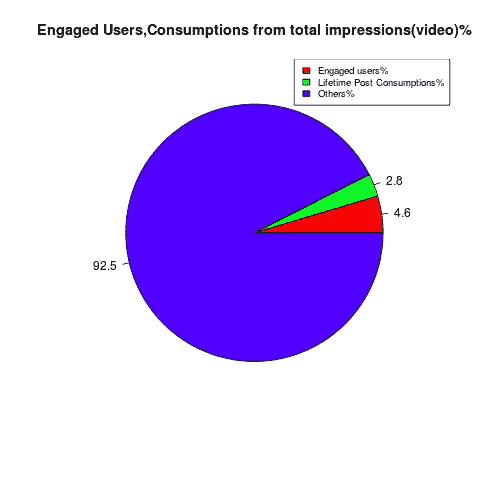 Engaged Users,Consumptions from total impressions(video)%
Engaged users%
Lifetime Post Consumptions%
Others%
2.8
4.6
92.5